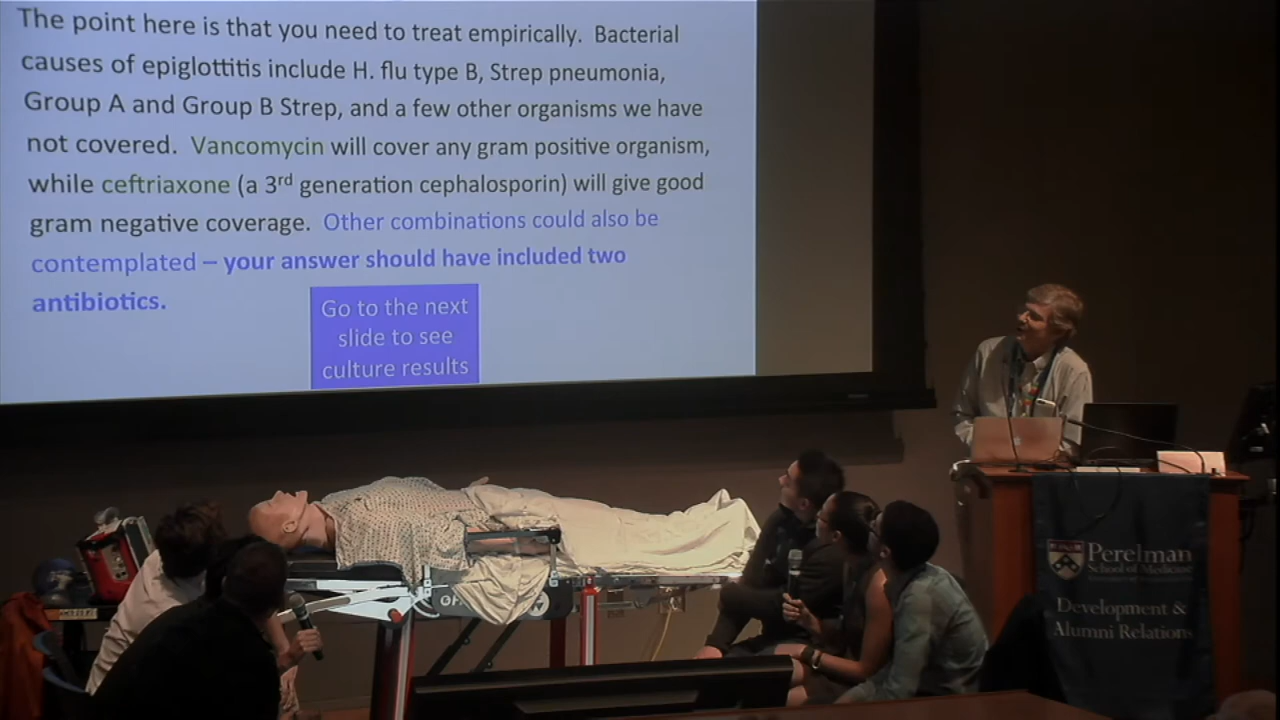 The point here is that you need to treat empirically. Bacterial
causes of epiglottitis include H. flu type B, Strep pneumonia,
Group A and Group B Strep, and a few other organisms we have
not covered. Vancomycin will cover any gram positive organism,
while ceftriaxone (a 3rd generation cephalosporin) will give good
gram negative coverage. Other combinations could also be
contemplated – your answer should have included two
antibiotics.
Go to the next
slide to see
culture results
Perelman
School of Medicine
Development &
Alumni Relations